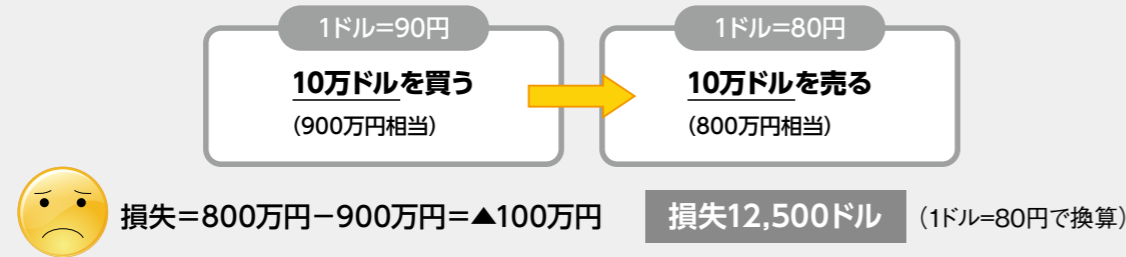 1ドル=90円
10万ドルを買う
(900万円相当)
1ドル=80円
10万ドルを売る
(800万円相当)
損失=800万円-900万円=▲100万円
損失12,500ドル
(1ドル=80円で換算)